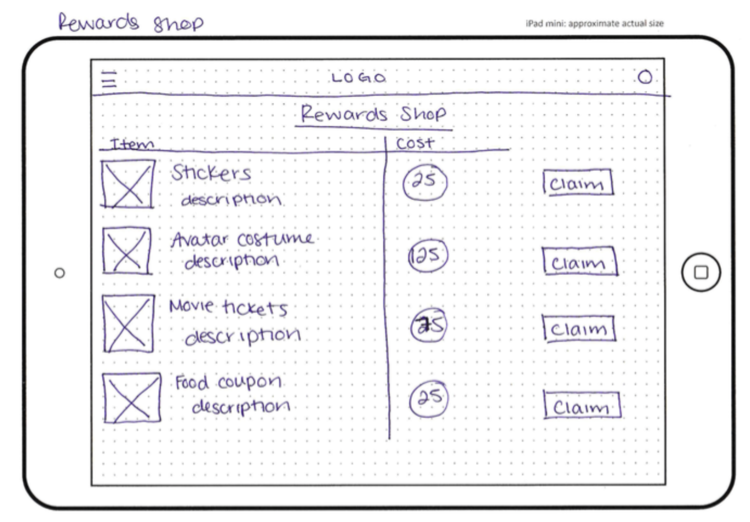 Rewards shop
iPad mini: approximate actual size
LOGO
Rewards Shop
Item Cost
Stickers 25 Claim
description
Avatar costume 125 Claim
description
Movie tickets 75 Claim
description
Food coupon 25 Claim
description